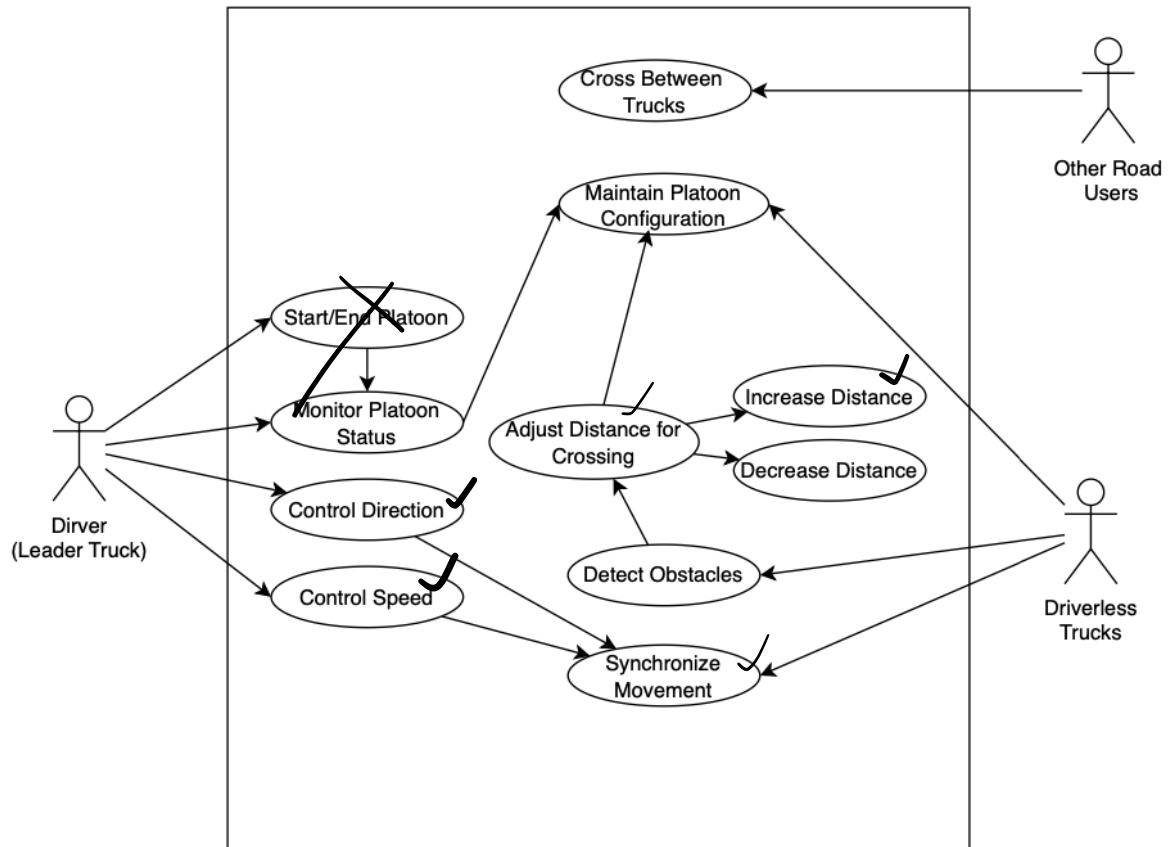 Cross Between
Trucks
Other Road
Users
Maintain Platoon
Configuration
Start/End Platoon
Monitor Platoon
Status
Increase Distance
Adjust Distance for
Crossing
Decrease Distance
Control Direction
Dirver
(Leader Truck)
Detect Obstacles
Control Speed
Driverless
Trucks
Synchronize
Movement